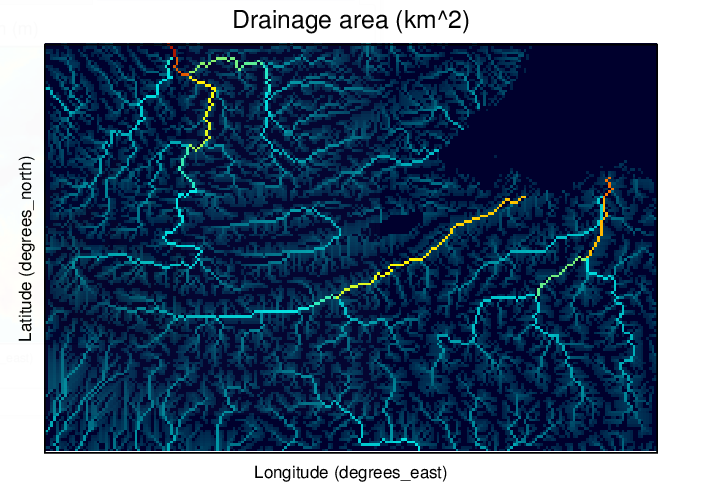 Drainage area (km^2)
Latitude (degrees_north)
Longitude (degrees_east)